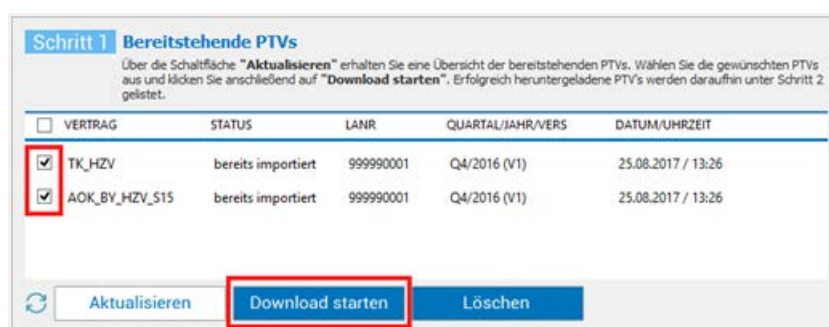 Schritt 1 Bereitstehende PTVs
Über die Schaltfläche "Aktualisieren" erhalten Sie eine Übersicht der bereitstehenden PTVs. Wählen Sie die gewünschten PTVs
aus und klicken Sie anschließend auf "Download starten". Erfolgreich heruntergeladene PTV's werden daraufhin unter Schritt 2
gelistet.
VERTRAG STATUS LANR QUARTAL/JAHR/VERS DATUM/UHRZEIT
TK_HZV bereits importiert 999990001 Q4/2016 (V1) 25.08.2017 / 13:26
AOK_BY_HZV_S15 bereits importiert 999990001 Q4/2016 (V1) 25.08.2017 / 13:26
Aktualisieren Download starten Löschen